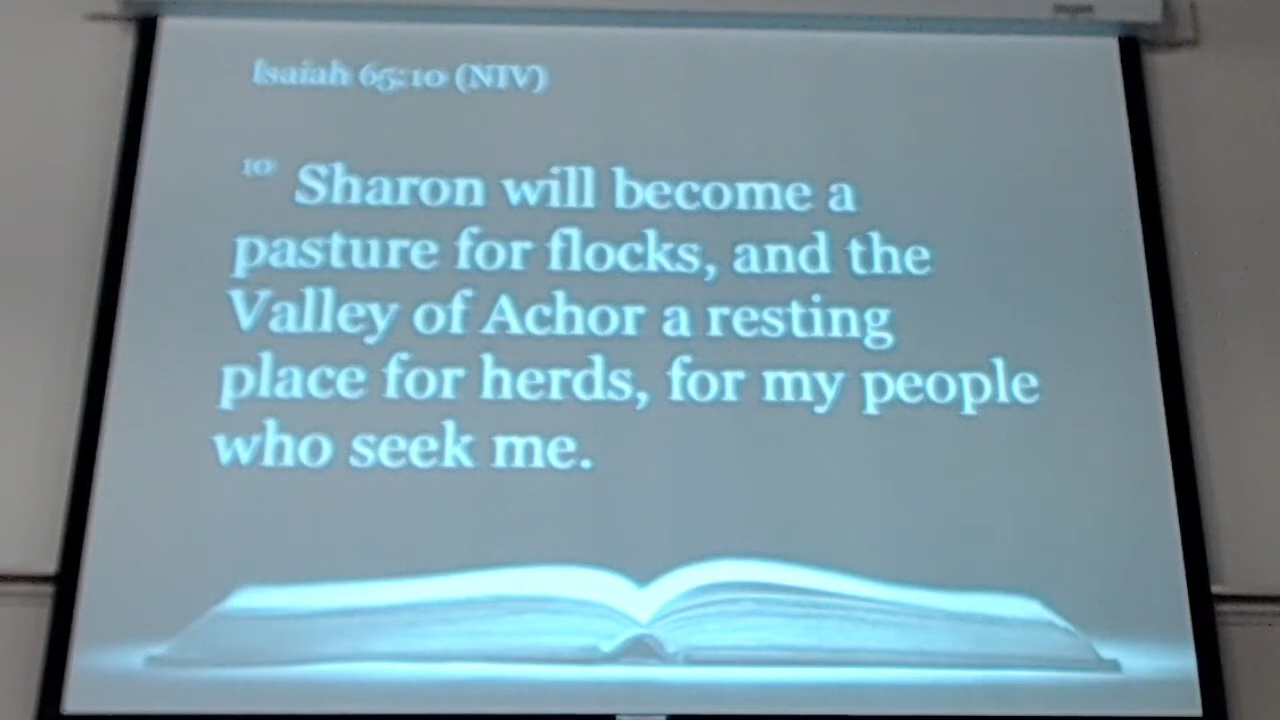 Isaiah 65:10 (NIV)
10 Sharon will become a
pasture for flocks, and the
Valley of Achor a resting
place for herds, for my people
who seek me.